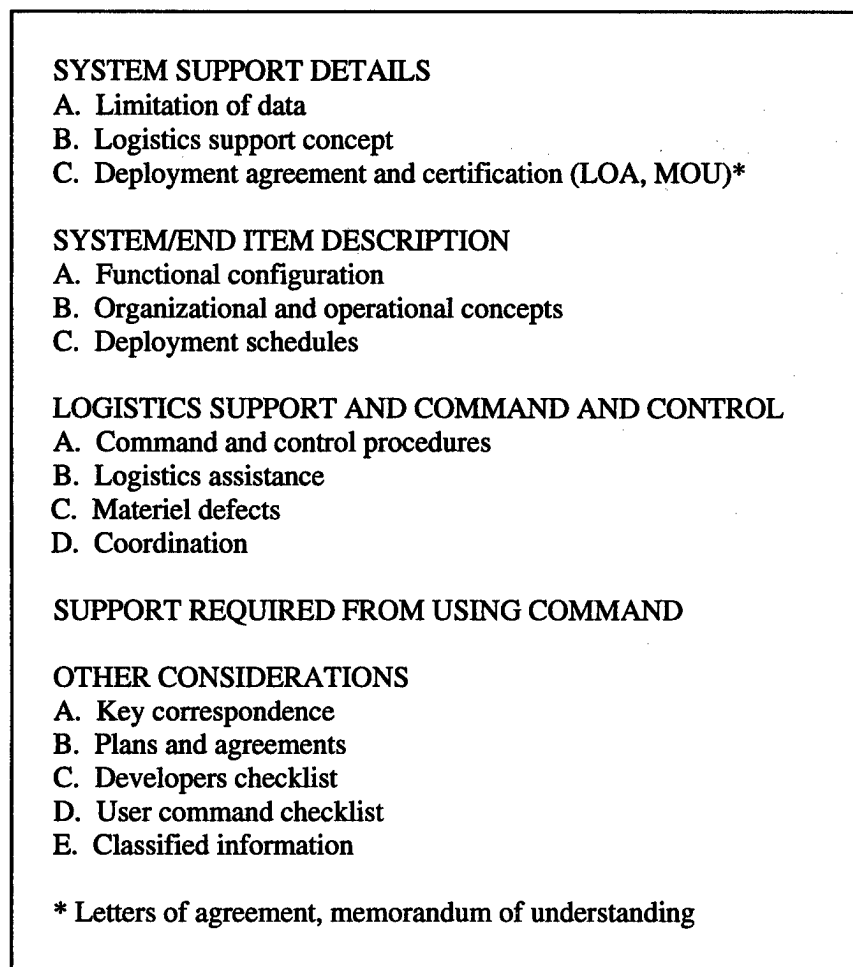 SYSTEM SUPPORT DETAILS
A. Limitation of data
B. Logistics support concept
C. Deployment agreement and certification (LOA, MOU)*
SYSTEM/END ITEM DESCRIPTION
A. Functional configuration
B. Organizational and operational concepts
C. Deployment schedules
LOGISTICS SUPPORT AND COMMAND AND CONTROL
A. Command and control procedures
B. Logistics assistance
C. Materiel defects
D. Coordination
SUPPORT REQUIRED FROM USING COMMAND
OTHER CONSIDERATIONS
A. Key correspondence
B. Plans and agreements
C. Developers checklist
D. User command checklist
E. Classified information
* Letters of agreement, memorandum of understanding